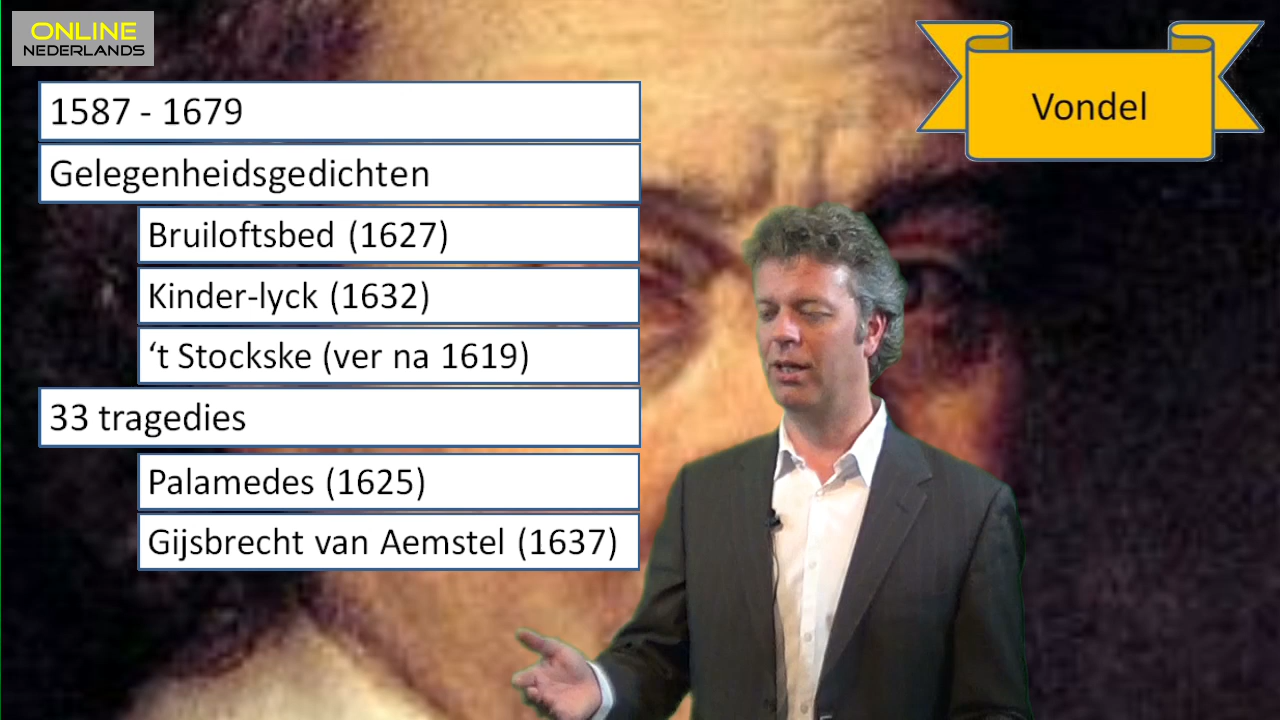 ONLINE
NEDERLANDS
Vondel
1587 - 1679
Gelegenheidsgedichten
Bruiloftsbed (1627)
Kinder-lyck (1632)
‘t Stockske (ver na 1619)
33 tragedies
Palamedes (1625)
Gijsbrecht van Aemstel (1637)